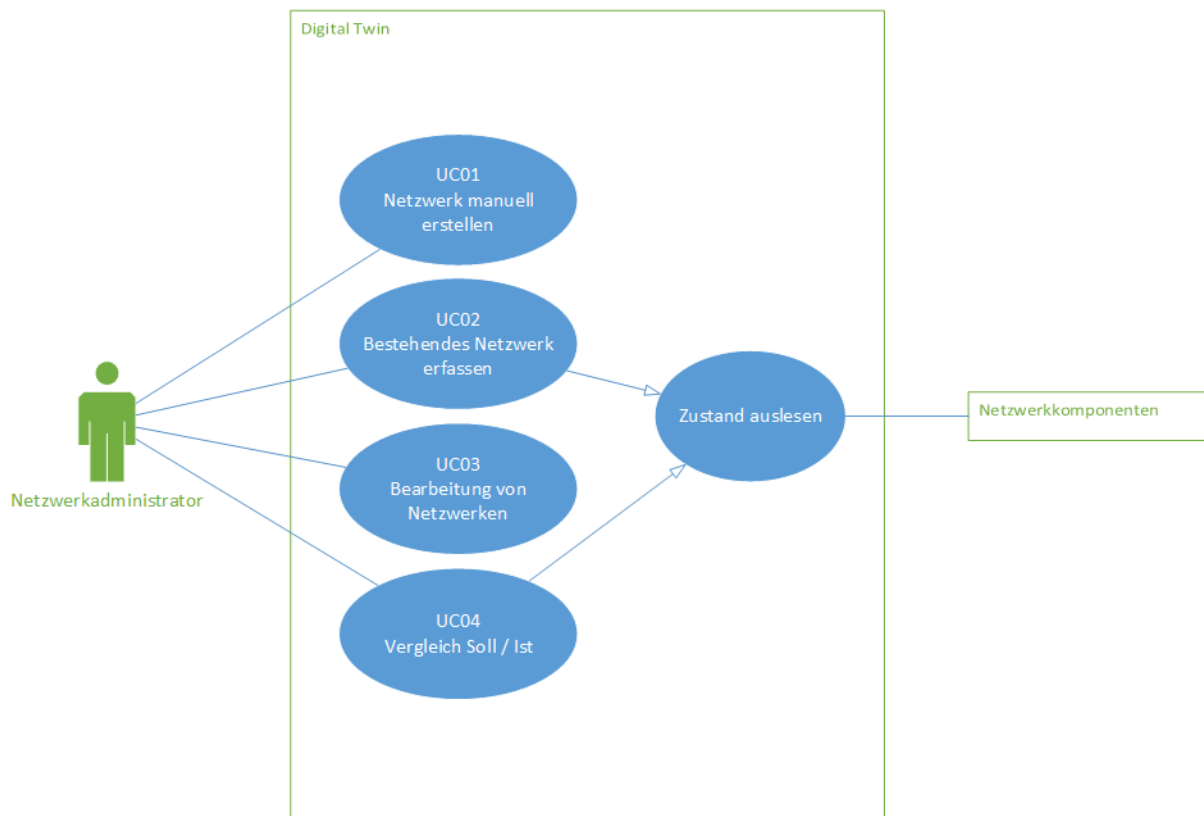 Digital Twin
UC01
Netzwerk manuell
erstellen
UC02
Bestehendes Netzwerk
erfassen
Zustand auslesen
Netzwerkkomponenten
UC03
Bearbeitung von
Netzwerken
Netzwerkadministrator
UC04
Vergleich Soll / Ist